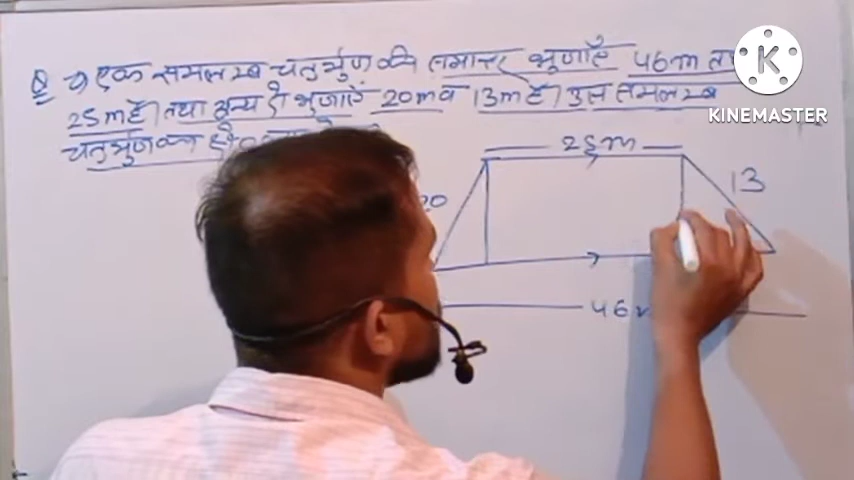 Q एक समलम्ब चतुर्भुज की समान्तर भुजाएँ 46m
25m है। तथा अन्य दो भुजाएं 20m व 13m है। उस समलम्ब
चतुर्भुज का
25m
13
20
46
K
KINEMASTER